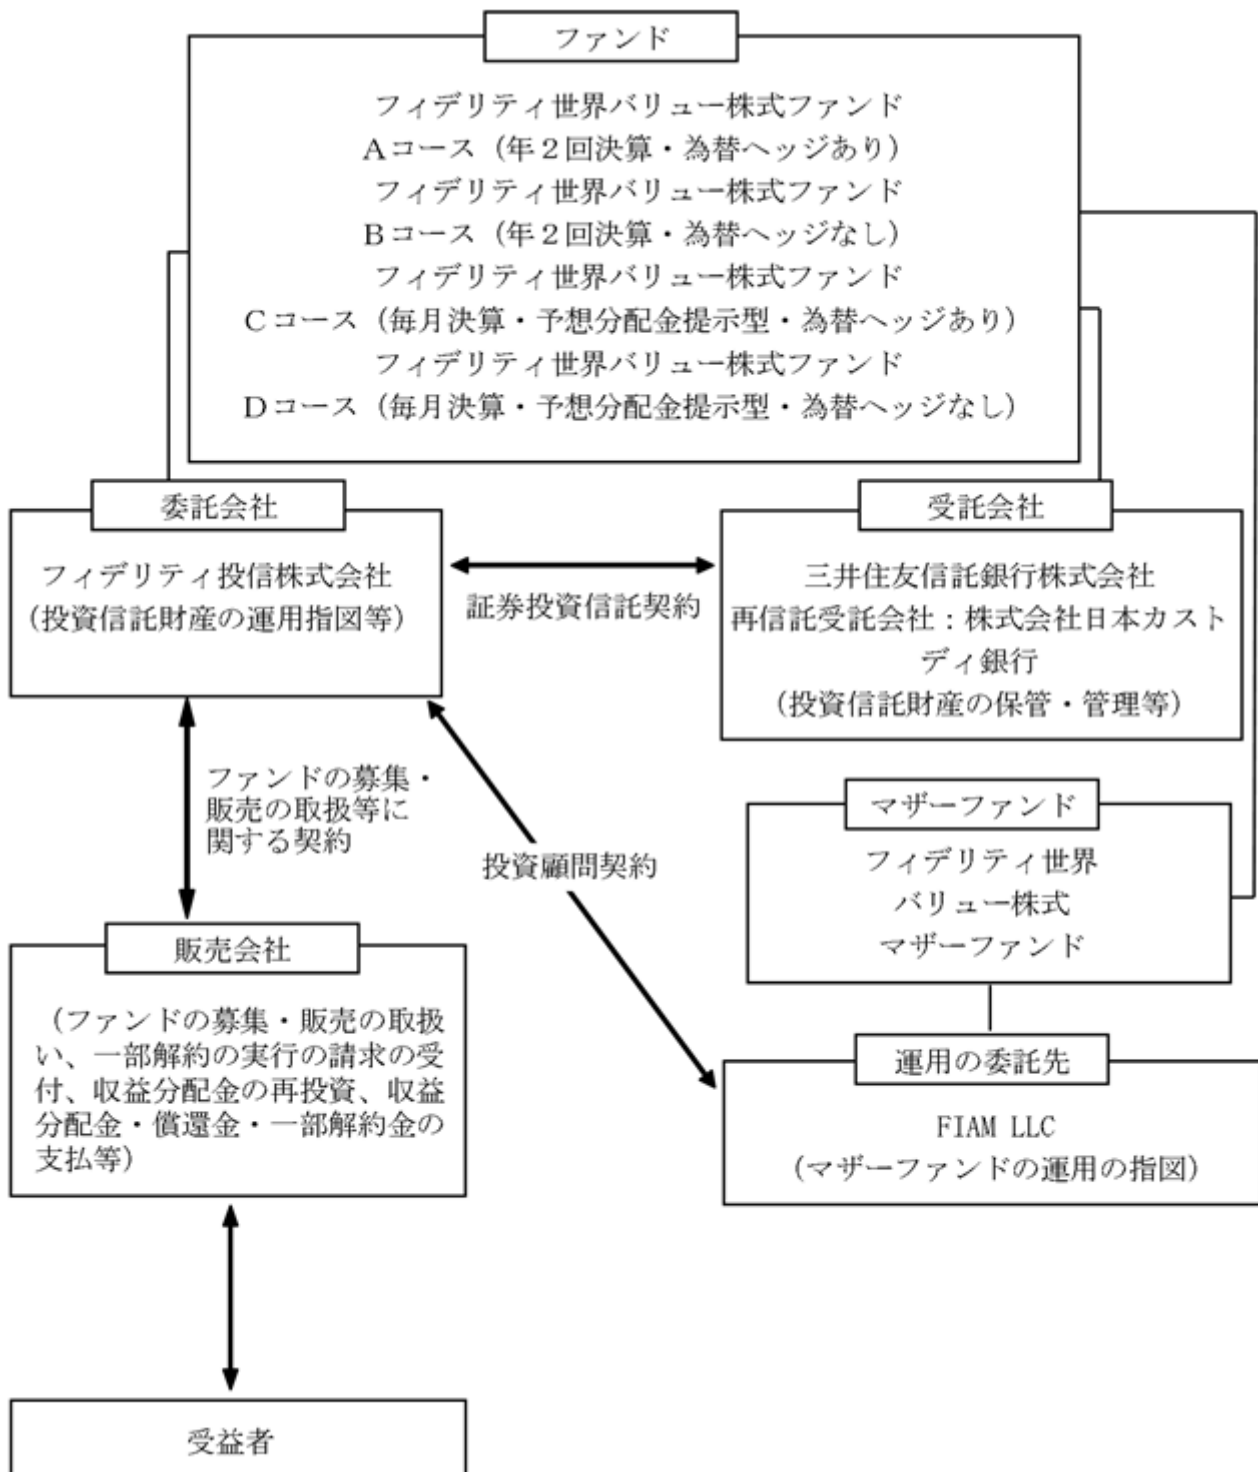 ファンド
フィデリティ世界バリュー株式ファンド
Aコース（年２回決算・為替ヘッジあり）
フィデリティ世界バリュー株式ファンド
Bコース（年２回決算・為替ヘッジなし）
フィデリティ世界バリュー株式ファンド
Cコース（毎月決算・予想分配金提示型・為替ヘッジあり）
フィデリティ世界バリュー株式ファンド
Dコース（毎月決算・予想分配金提示型・為替ヘッジなし）
委託会社
フィデリティ投信株式会社
（投資信託財産の運用指図等）
証券投資信託契約
受託会社
三井住友信託銀行株式会社
再信託受託会社：株式会社日本カスト
ディ銀行
（投資信託財産の保管・管理等）
ファンドの募集・
販売の取扱等に
関する契約
投資顧問契約
マザーファンド
フィデリティ世界
バリュー株式
マザーファンド
販売会社
（ファンドの募集・販売の取扱
い、一部解約の実行の請求の受
付、収益分配金の再投資、収益
分配金・償還金・一部解約金の
支払等）
運用の委託先
FIAM LLC
（マザーファンドの運用の指図）
受益者